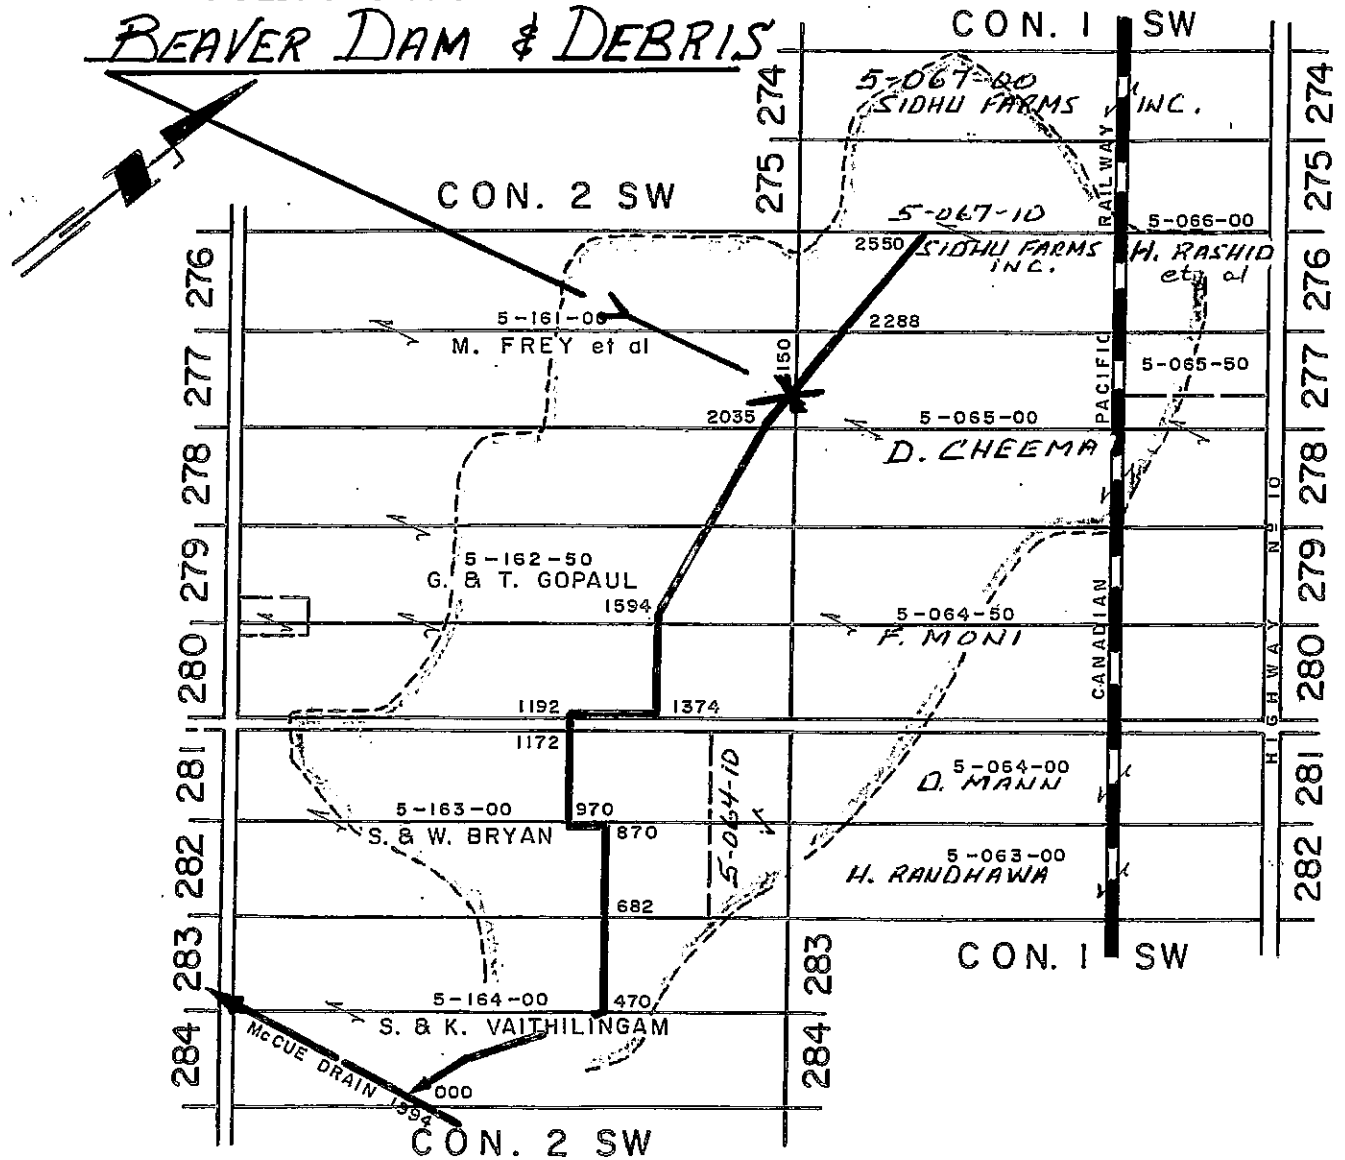 BEAVER DAM & DEBRIS
CON. 1 SW
274
5-067-00
SIDHU FARMS INC.
274
275
RAILWAY
275
CON. 2 SW
5-067-10
5-066-00
276
2550
SIDHU FARMS INC.
H. RASHID et al
276
5-161-00
M. FREY et al
2288
277
150
PACIFIC
5-065-50
277
2035
5-065-00
D. CHEEMA
278
278
279
5-162-50
G. & T. GOPAUL
279
1594
5-064-50
F. MONI
280
CANADIAN
HIGHWAY No 10
280
1192
1374
1172
281
5-064-10
5-064-00
D. MANN
281
5-163-00
S. & W. BRYAN
970
870
282
5-063-00
H. RANDHAWA
282
682
283
283
CON. 1 SW
5-164-00
470
S. & K. VAITHILINGAM
284
McCUE DRAIN 1994
000
284
CON. 2 SW